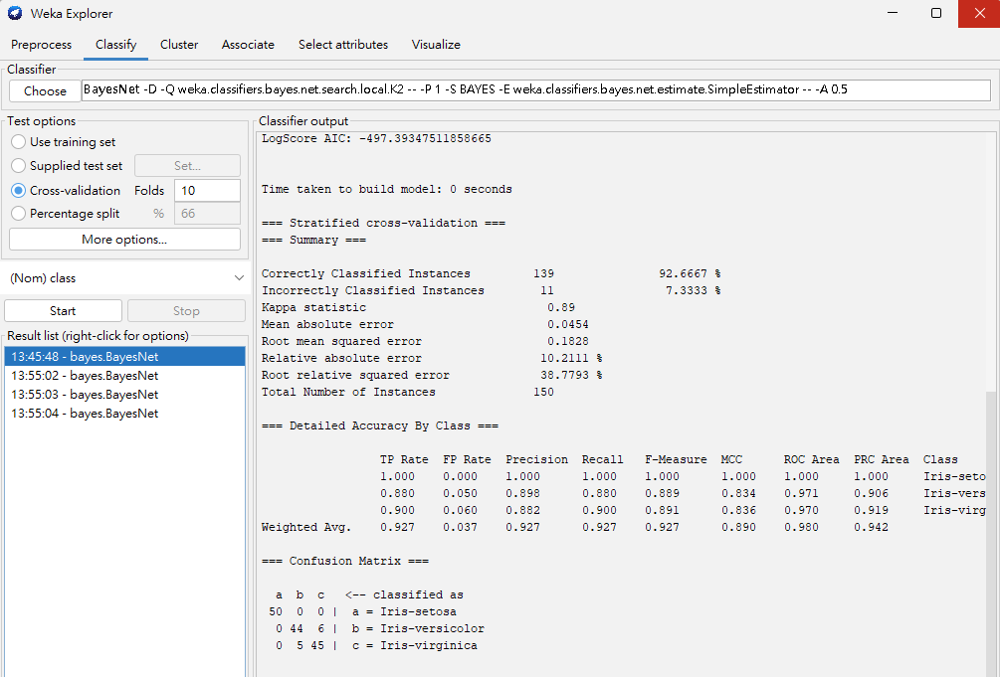 Weka Explorer
Preprocess Classify Cluster Associate Select attributes Visualize
Classifier
Choose BayesNet -D -Q weka.classifiers.bayes.net.search.local.K2 -- -P 1 -S BAYES -E weka.classifiers.bayes.net.estimate.SimpleEstimator -- -A 0.5
Test options
Use training set
Supplied test set Set...
Cross-validation Folds 10
Percentage split % 66
More options...
(Nom) class
Start Stop
Result list (right-click for options)
13:45:48 - bayes.BayesNet
13:55:02 - bayes.BayesNet
13:55:03 - bayes.BayesNet
13:55:04 - bayes.BayesNet
Classifier output
LogScore AIC: -497.39347511858665
Time taken to build model: 0 seconds
=== Stratified cross-validation ===
=== Summary ===
Correctly Classified Instances 139 92.6667 %
Incorrectly Classified Instances 11 7.3333 %
Kappa statistic 0.89
Mean absolute error 0.0454
Root mean squared error 0.1828
Relative absolute error 10.2111 %
Root relative squared error 38.7793 %
Total Number of Instances 150
=== Detailed Accuracy By Class ===
TP Rate FP Rate Precision Recall F-Measure MCC ROC Area PRC Area Class
1.000 0.000 1.000 1.000 1.000 1.000 1.000 1.000 Iris-seto
0.880 0.050 0.898 0.880 0.889 0.834 0.971 0.906 Iris-vers
0.900 0.060 0.882 0.900 0.891 0.836 0.970 0.919 Iris-virg
Weighted Avg. 0.927 0.037 0.927 0.927 0.927 0.890 0.980 0.942
=== Confusion Matrix ===
a b c <-- classified as
50 0 0 | a = Iris-setosa
0 44 6 | b = Iris-versicolor
0 5 45 | c = Iris-virginica